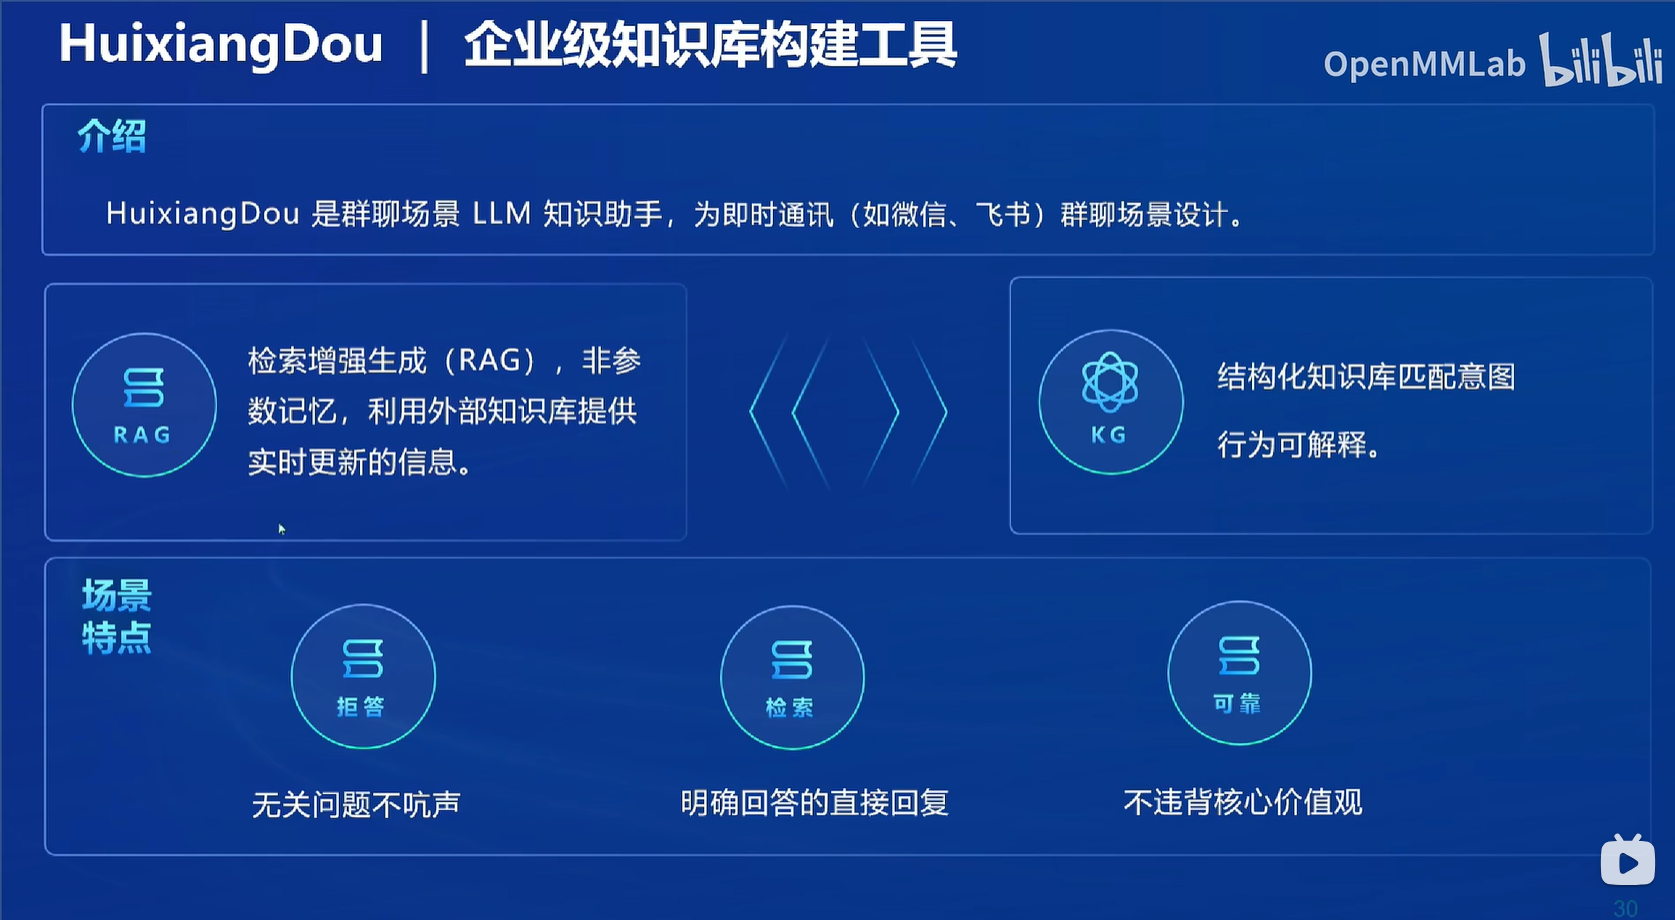 HuixiangDou | 企业级知识库构建工具
OpenMMLab bilibili
介绍
HuixiangDou 是群聊场景 LLM 知识助手，为即时通讯（如微信、飞书）群聊场景设计。
RAG
检索增强生成（RAG），非参
数记忆，利用外部知识库提供
实时更新的信息。
KG
结构化知识库匹配意图
行为可解释。
场景
特点
拒答
无关问题不吭声
检索
明确回答的直接回复
可靠
不违背核心价值观
30